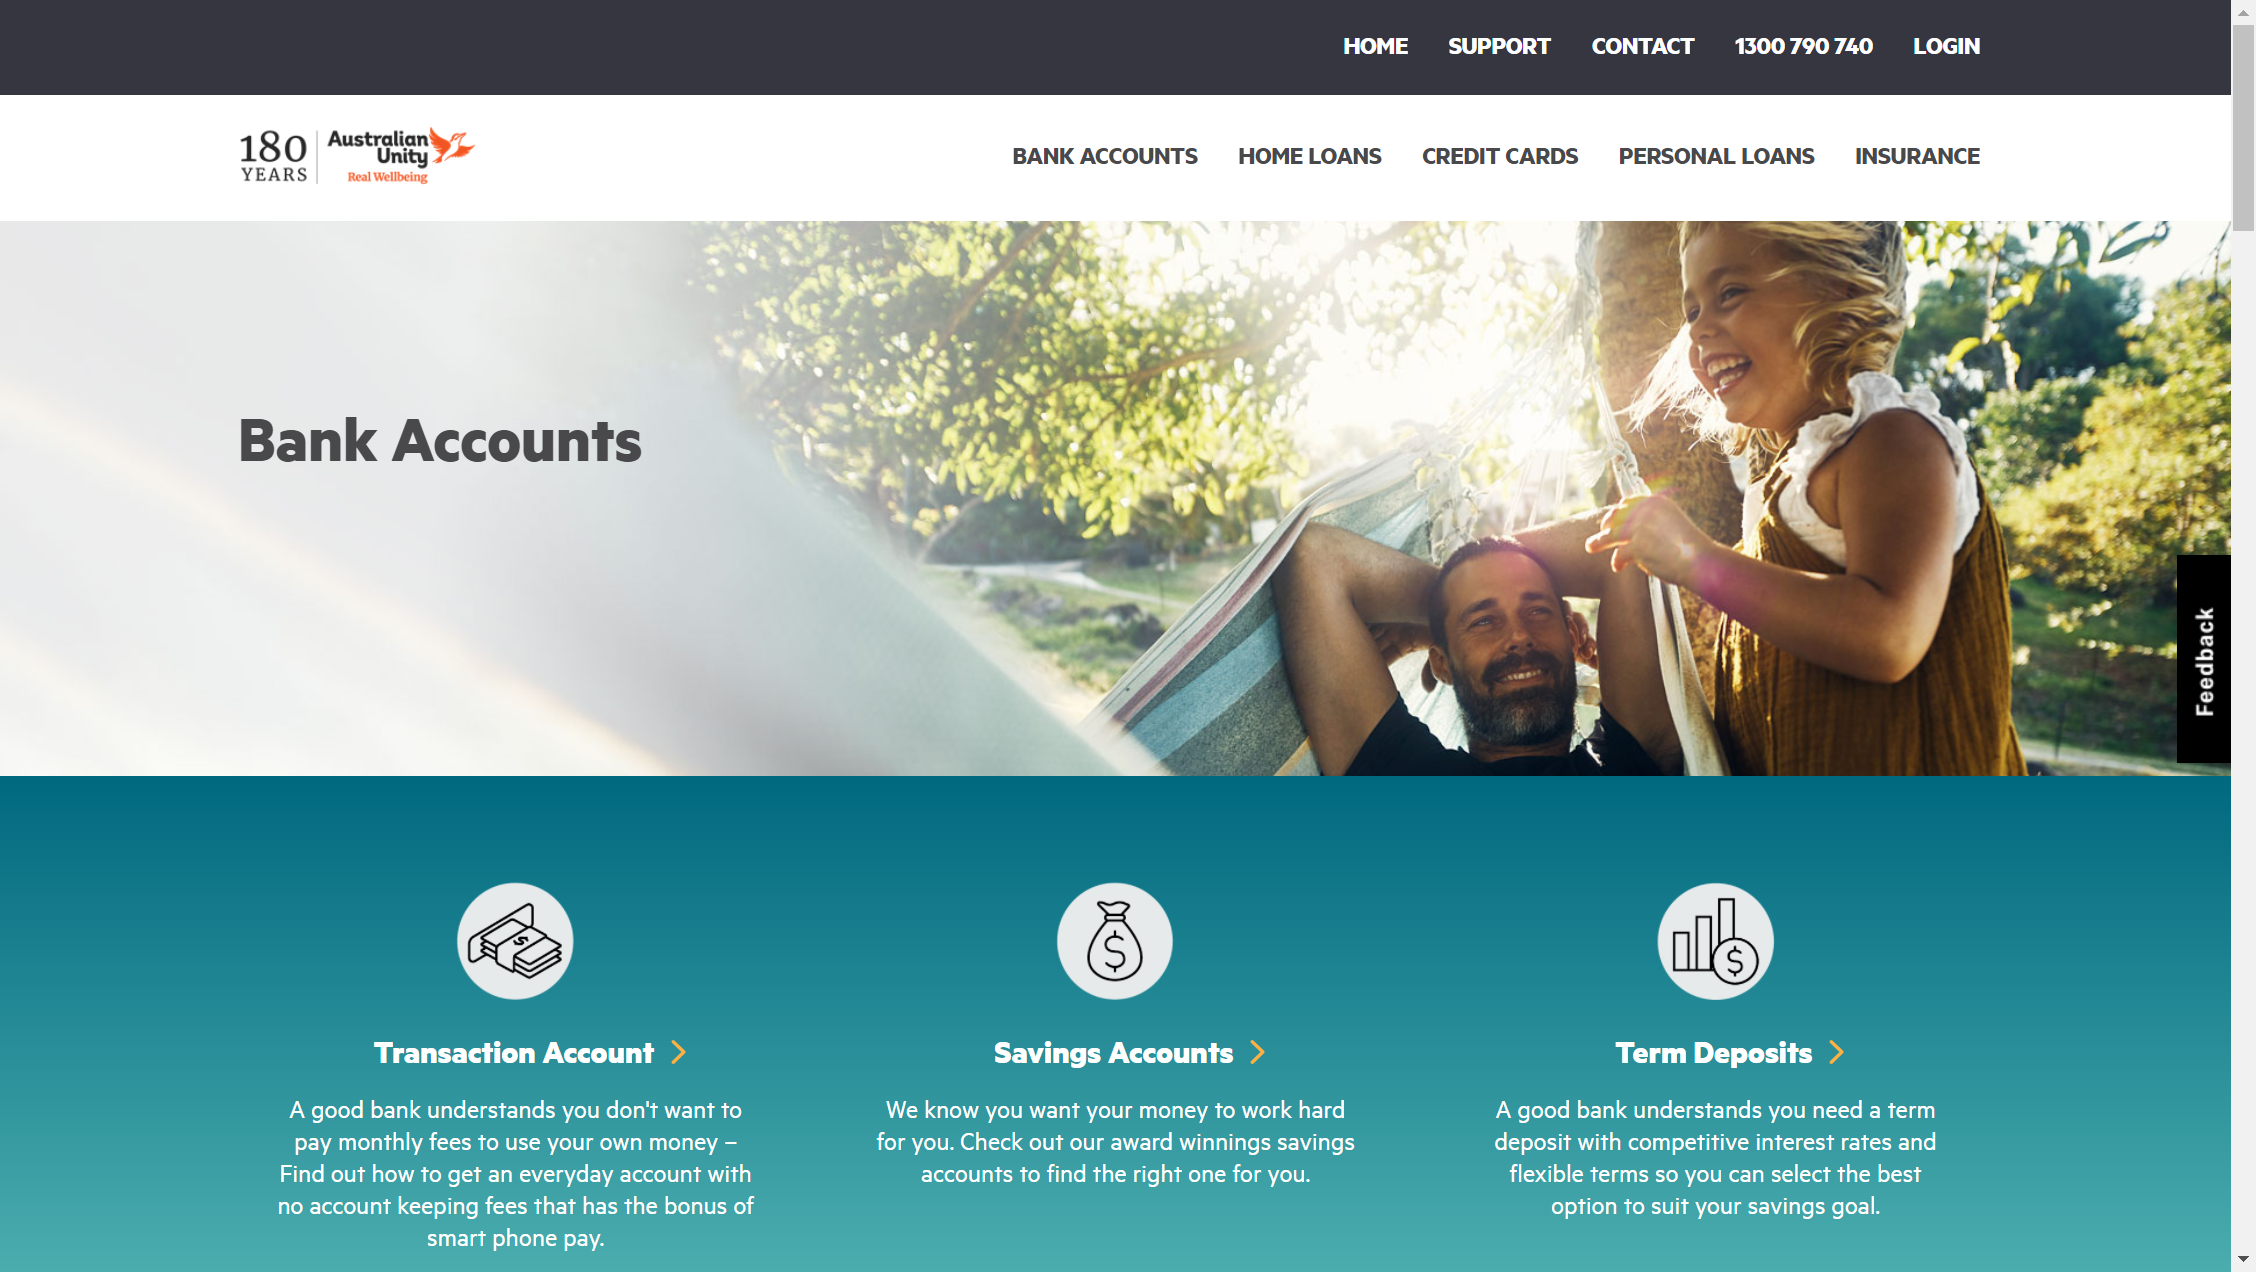 HOME SUPPORT CONTACT 1300 790 740 LOGIN
180 YEARS Australian Unity Real Wellbeing
BANK ACCOUNTS HOME LOANS CREDIT CARDS PERSONAL LOANS INSURANCE
Bank Accounts
Feedback
Transaction Account
A good bank understands you don't want to
pay monthly fees to use your own money –
Find out how to get an everyday account with
no account keeping fees that has the bonus of
smart phone pay.
Savings Accounts
We know you want your money to work hard
for you. Check out our award winnings savings
accounts to find the right one for you.
Term Deposits
A good bank understands you need a term
deposit with competitive interest rates and
flexible terms so you can select the best
option to suit your savings goal.